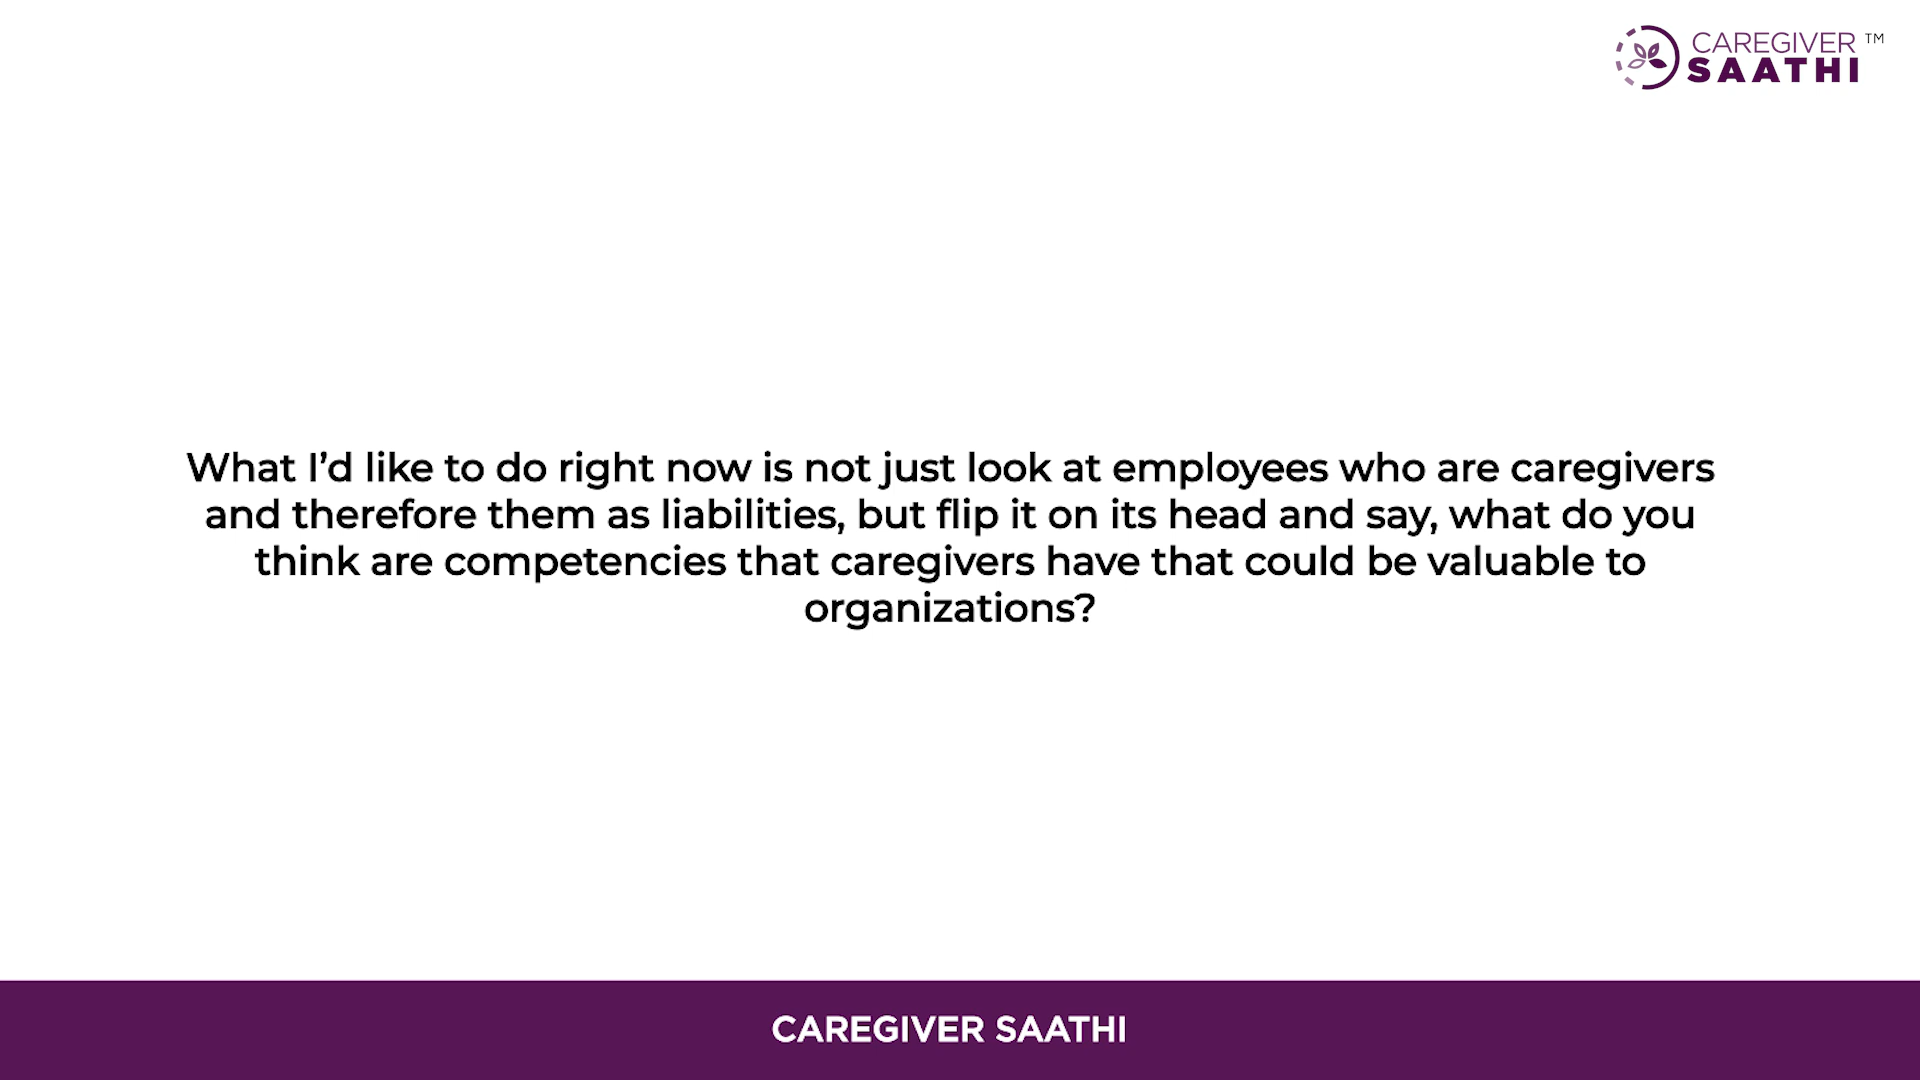 CAREGIVER TM
SAATHI
What I’d like to do right now is not just look at employees who are caregivers
and therefore them as liabilities, but flip it on its head and say, what do you
think are competencies that caregivers have that could be valuable to
organizations?
CAREGIVER SAATHI